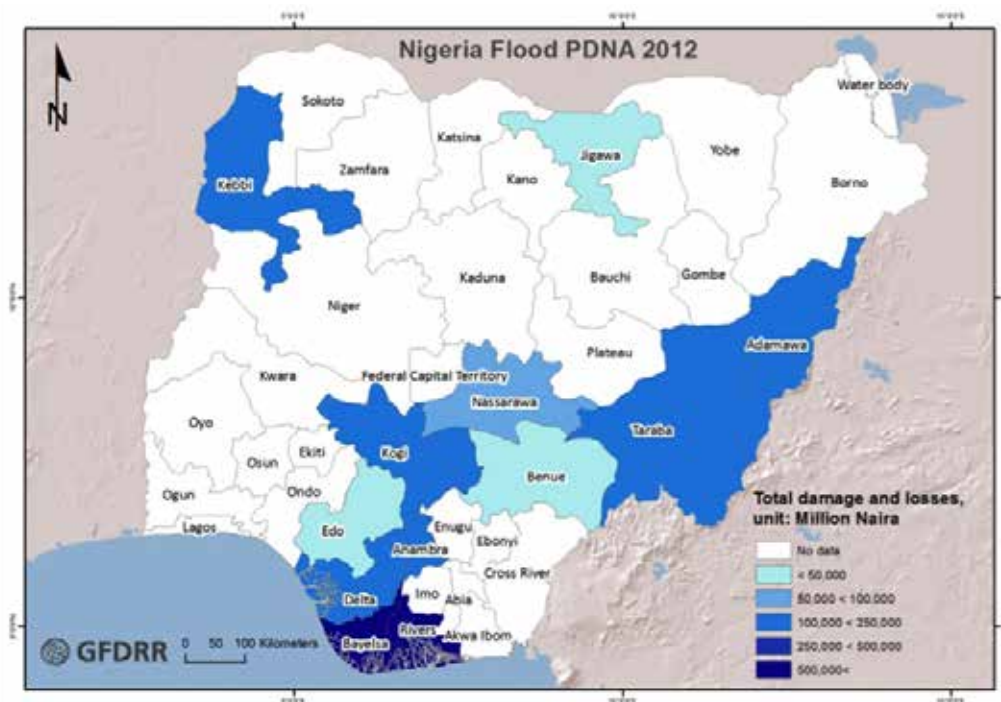 Nigeria Flood PDNA 2012
N
Water body
Sokoto
Katsina
Jigawa
Yobe
Borno
Kebbi
Zamfara
Kano
Kaduna
Bauchi
Gombe
Niger
Plateau
Adamawa
Kwara
Federal Capital Territory
Nassarawa
Oyo
Taraba
Osun
Ekiti
Kogi
Benue
Ogun
Ondo
Lagos
Edo
Enugu
Ebonyi
Anambra
Cross River
Delta
Imo
Abia
Bayelsa
Rivers
Akwa Ibom
Total damage and losses,
unit: Million Naira
No data
< 50.000
50,000 < 100.000
100,000 < 250,000
250,000 < 500,000
500,000<
GFDRR
0 50 100 Kilometers